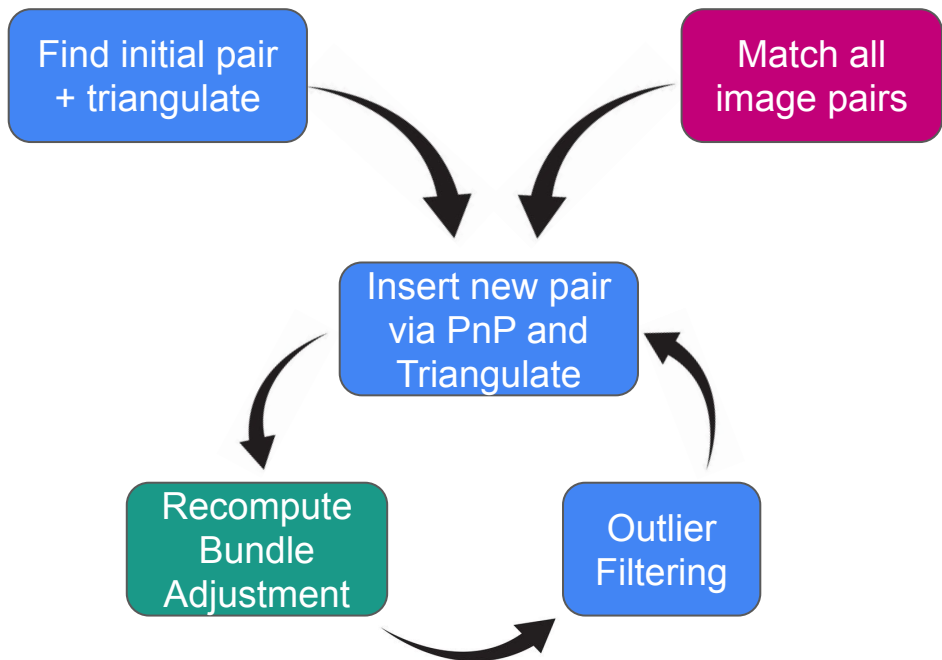 Find initial pair
+ triangulate
Match all
image pairs
Insert new pair
via PnP and
Triangulate
Recompute
Bundle
Adjustment
Outlier
Filtering